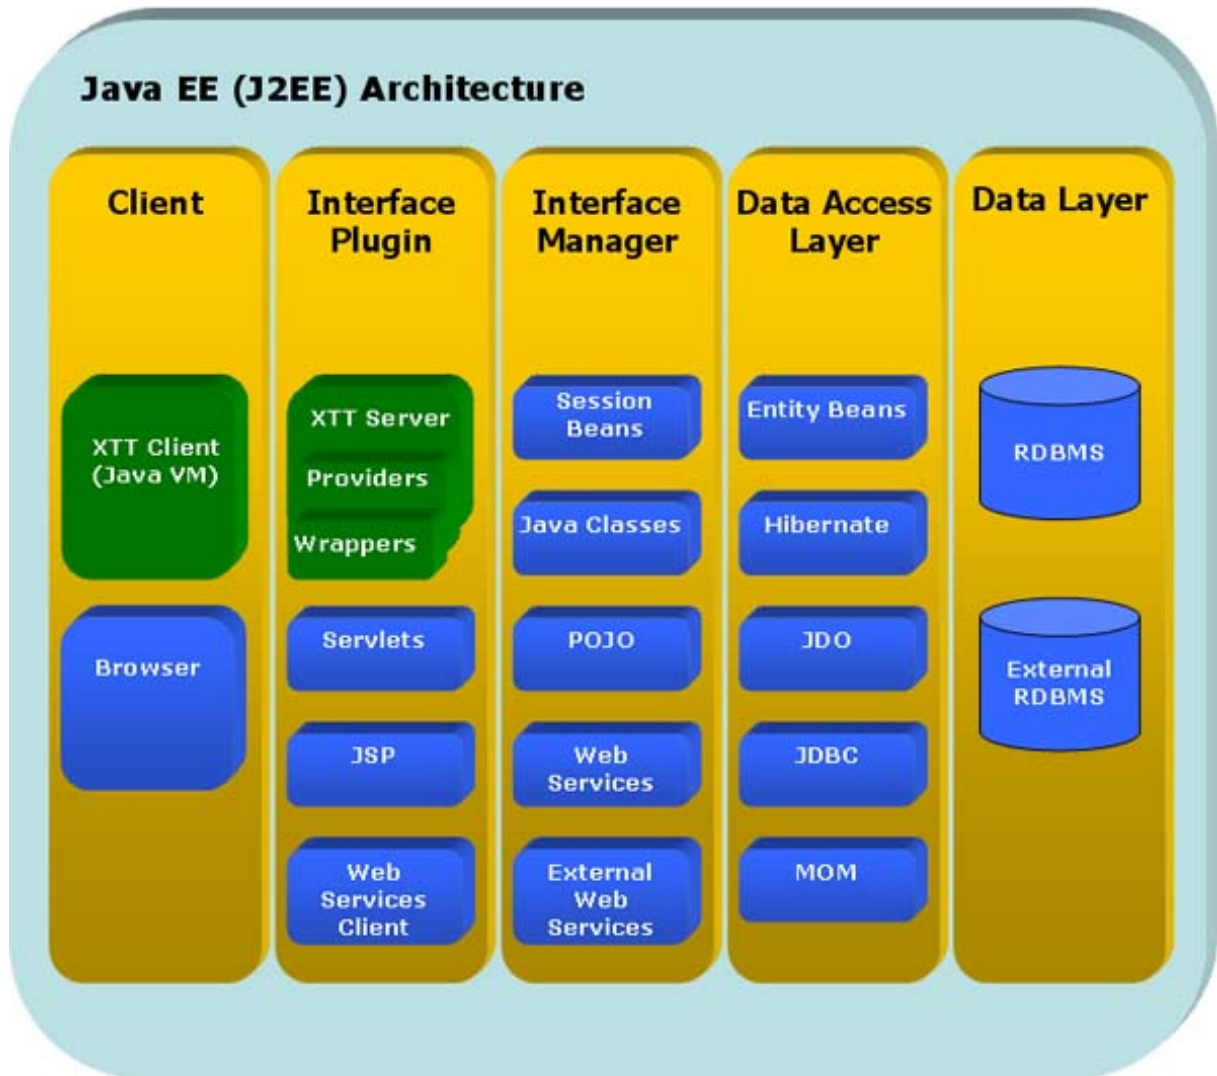 Java EE (J2EE) Architecture
Client
XTT Client
(Java VM)
Browser
Interface
Plugin
XTT Server
Providers
Wrappers
Servlets
JSP
Web
Services
Client
Interface
Manager
Session
Beans
Java Classes
POJO
Web
Services
External
Web
Services
Data Access
Layer
Entity Beans
Hibernate
JDO
JDBC
MOM
Data Layer
RDBMS
External
RDBMS